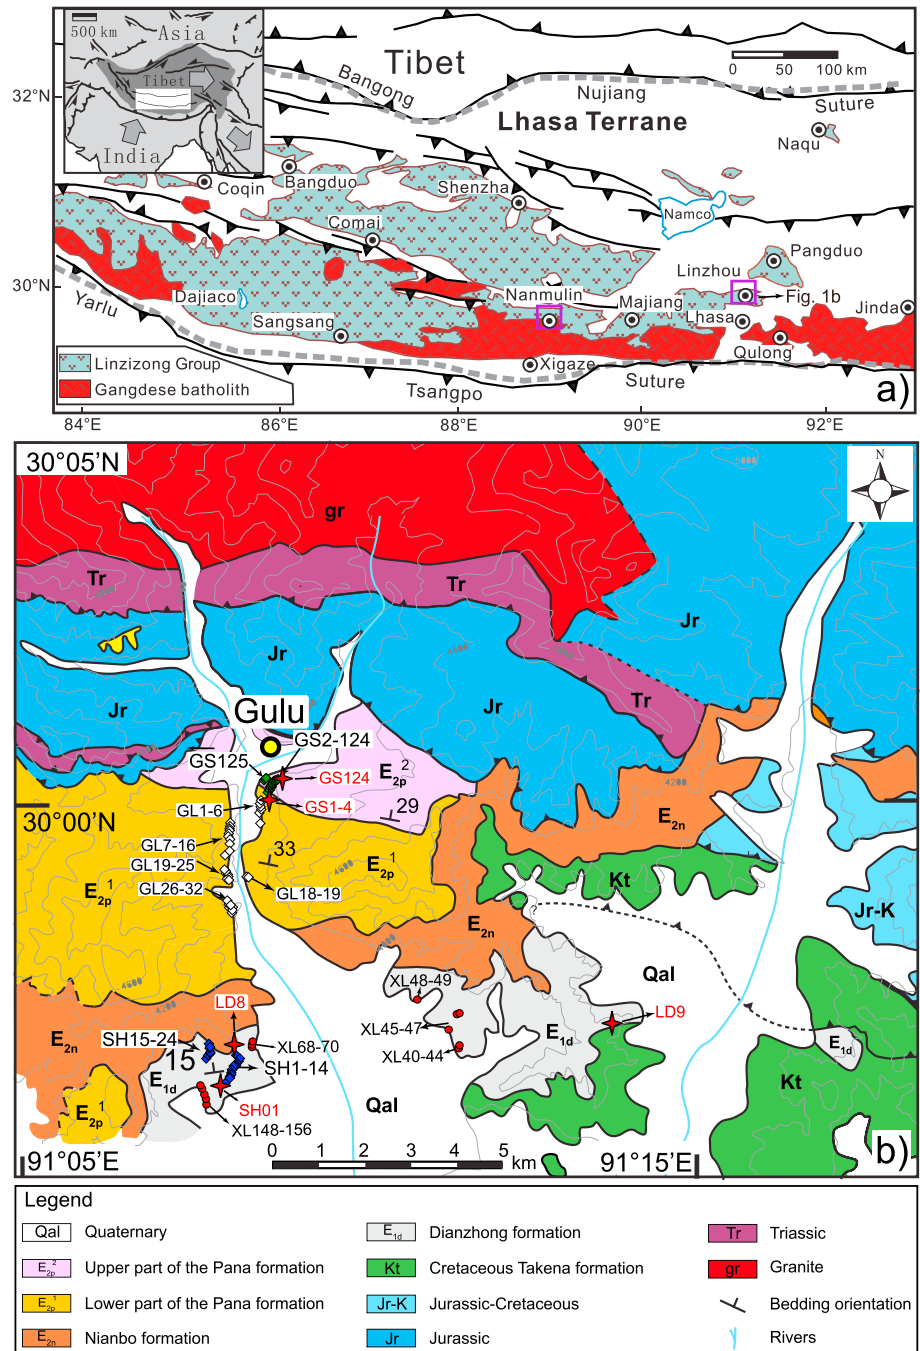 500 km
Asia
Tibet
India
Tibet
0 50 100 km
32°N
Bangong
Nujiang
Suture
Lhasa Terrane
Naqu
Coqin
Bangduo
Shenzha
Namco
Comai
Pangduo
30°N
Linzhou
Dajiaco
Nanmulin
Majiang
Fig. 1b
Yarlu
Sangsang
Lhasa
Jinda
Qulong
Xigaze
Linzizong Group
Gangdese batholith
Tsangpo
Suture
a)
84°E 86°E 88°E 90°E 92°E
30°05'N
N
5000
gr
Tr
Tr
Jr
Jr
4400
Jr
Tr
Jr
Jr
Gulu
GS2-124
GS125
GS124
E2p2
4200
GL1-6
GS1-4
29
E2n
30°00'N
GL7-16
33
4600
E2p1
GL19-25
Kt
E2p1
GL26-32
GL18-19
Jr-K
E2n
4600
Qal
XL48-49
4200
LD8
LD9
E2n
SH15-24
XL68-70
XL45-47
E1d
E1d
15
SH1-14
XL40-44
E1d
Kt
E2p1
SH01
Qal
XL148-156
91°05'E
0 1 2 3 4 5 km
91°15'E
b)
Legend
Qal Quaternary
E1d Dianzhong formation
Tr Triassic
E2p2 Upper part of the Pana formation
Kt Cretaceous Takena formation
gr Granite
E2p1 Lower part of the Pana formation
Jr-K Jurassic-Cretaceous
Bedding orientation
E2n Nianbo formation
Jr Jurassic
Rivers